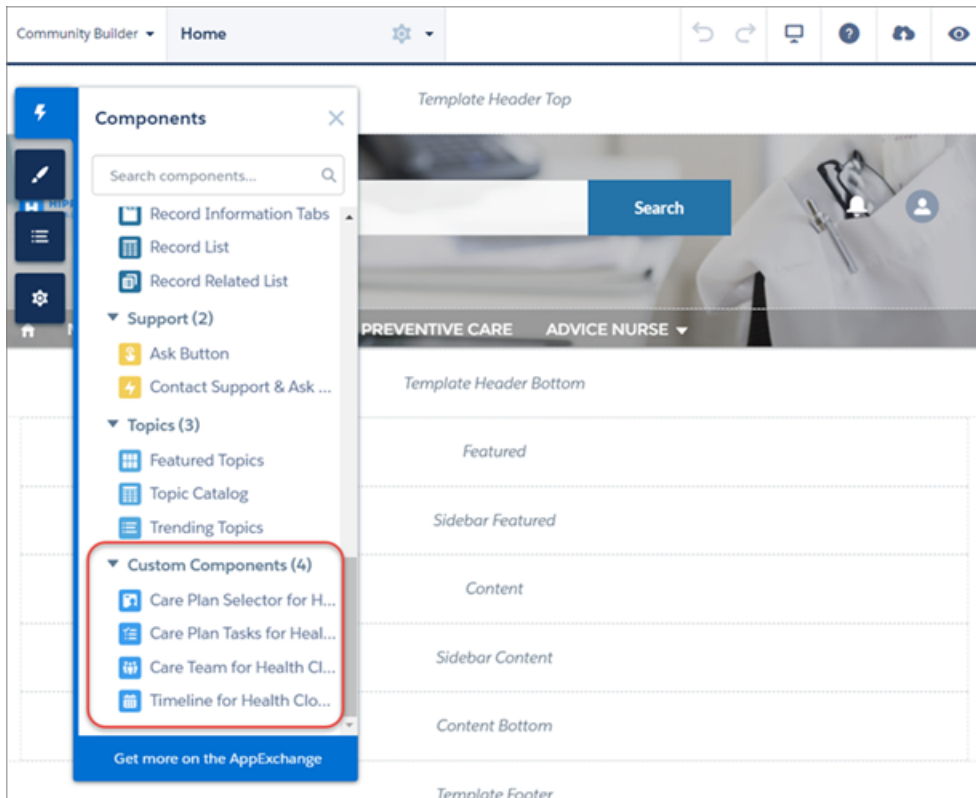 Community Builder
Home
Template Header Top
Components
Search components...
Search
Record Information Tabs
Record List
Record Related List
PREVENTIVE CARE
ADVICE NURSE
Support (2)
Ask Button
Contact Support & Ask ...
Template Header Bottom
Topics (3)
Featured Topics
Topic Catalog
Trending Topics
Featured
Sidebar Featured
Custom Components (4)
Care Plan Selector for H...
Care Plan Tasks for Heal...
Care Team for Health Cl...
Timeline for Health Clo...
Content
Sidebar Content
Content Bottom
Get more on the AppExchange
Template Footer